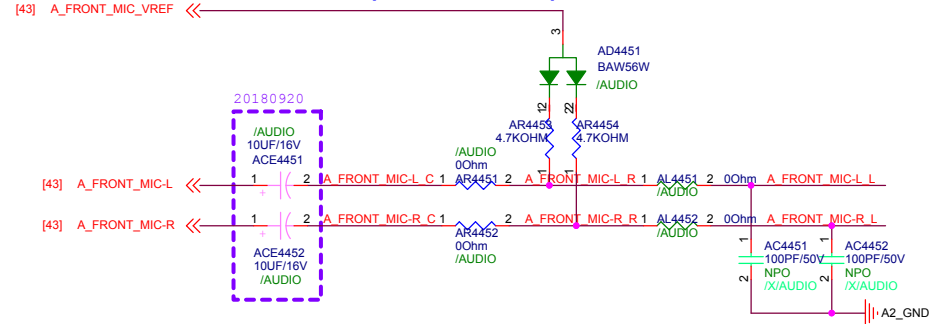 [43] A_FRONT_MIC_VREF
3
AD4451
BAW56W
/AUDIO
20180920
1 2
2 2
/AUDIO
10UF/16V
ACE4451
AR4453
4.7KOHM
AR4454
4.7KOHM
/AUDIO
0Ohm
1 1
[43] A_FRONT_MIC-L 1 + 2 A_FRONT_MIC-L_C 1 AR4451 2 A_FRONT_MIC-L_R 1 AL4451 2 0Ohm A_FRONT_MIC-L_L
/AUDIO
[43] A_FRONT_MIC-R 1 + 2 A_FRONT_MIC-R_C 1 AR4452 2 A_FRONT_MIC-R_R 1 AL4452 2 0Ohm A_FRONT_MIC-R_L
0Ohm
/AUDIO
/AUDIO
ACE4452
10UF/16V
/AUDIO
1
AC4451
100PF/50V
NPO
/X/AUDIO
2
1
AC4452
100PF/50V
NPO
/X/AUDIO
2
A2_GND